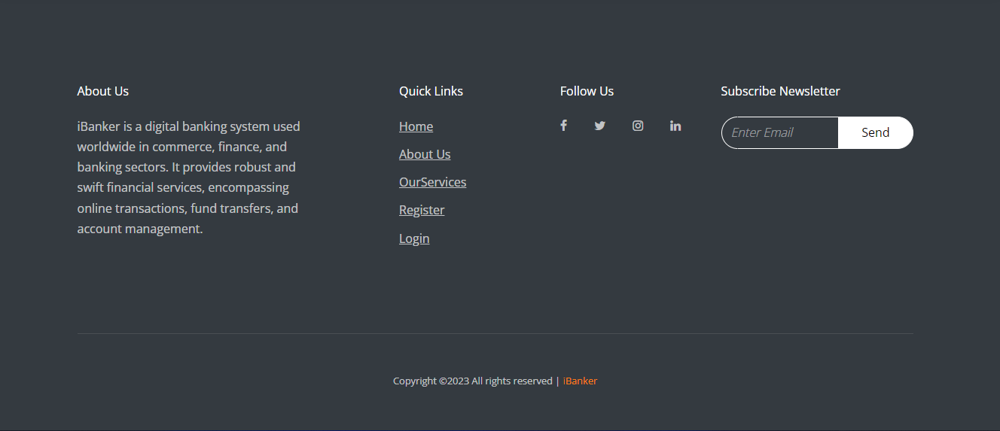 About Us
iBanker is a digital banking system used
worldwide in commerce, finance, and
banking sectors. It provides robust and
swift financial services, encompassing
online transactions, fund transfers, and
account management.
Quick Links
Home
About Us
OurServices
Register
Login
Follow Us
Subscribe Newsletter
Enter Email
Send
Copyright ©2023 All rights reserved | iBanker